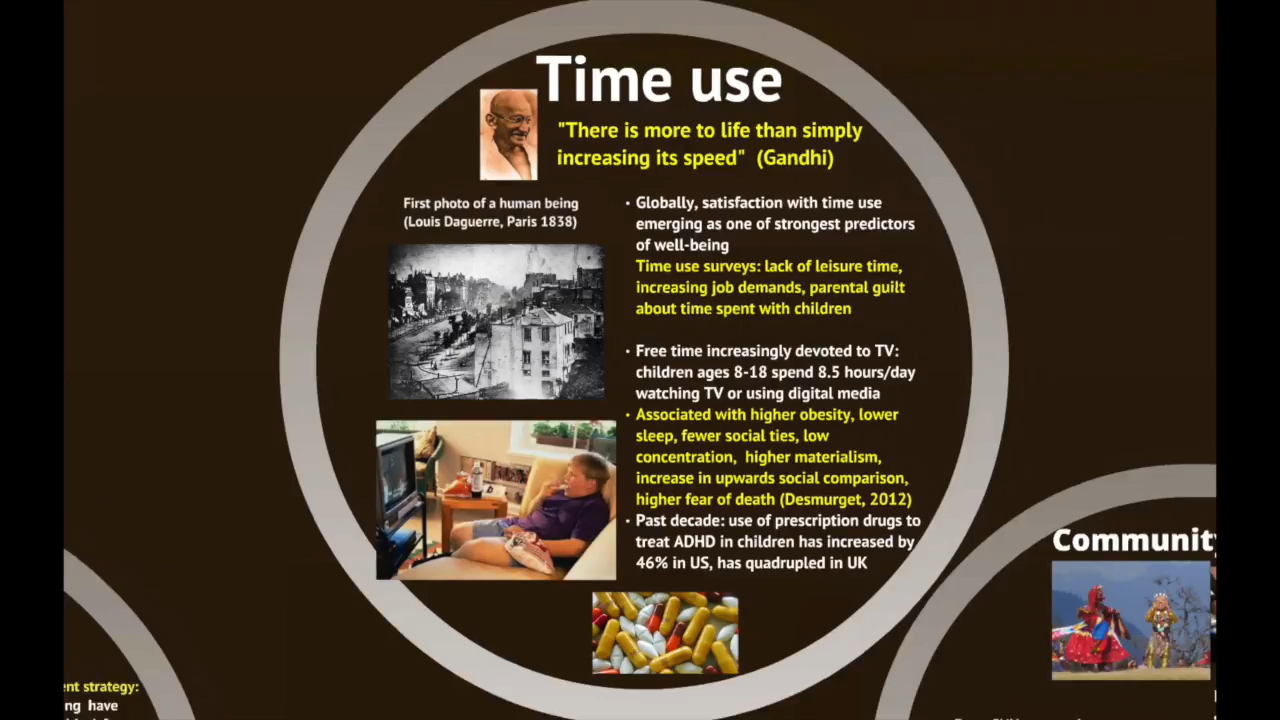 Time use
"There is more to life than simply
increasing its speed" (Gandhi)
First photo of a human being
(Louis Daguerre, Paris 1838)
· Globally, satisfaction with time use
emerging as one of strongest predictors
of well-being
Time use surveys: lack of leisure time,
increasing job demands, parental guilt
about time spent with children
· Free time increasingly devoted to TV:
children ages 8-18 spend 8.5 hours/day
watching TV or using digital media
· Associated with higher obesity, lower
sleep, fewer social ties, low
concentration, higher materialism,
increase in upwards social comparison,
higher fear of death (Desmurget, 2012)
· Past decade: use of prescription drugs to
treat ADHD in children has increased by
46% in US, has quadrupled in UK
Community
ent strategy:
ng have